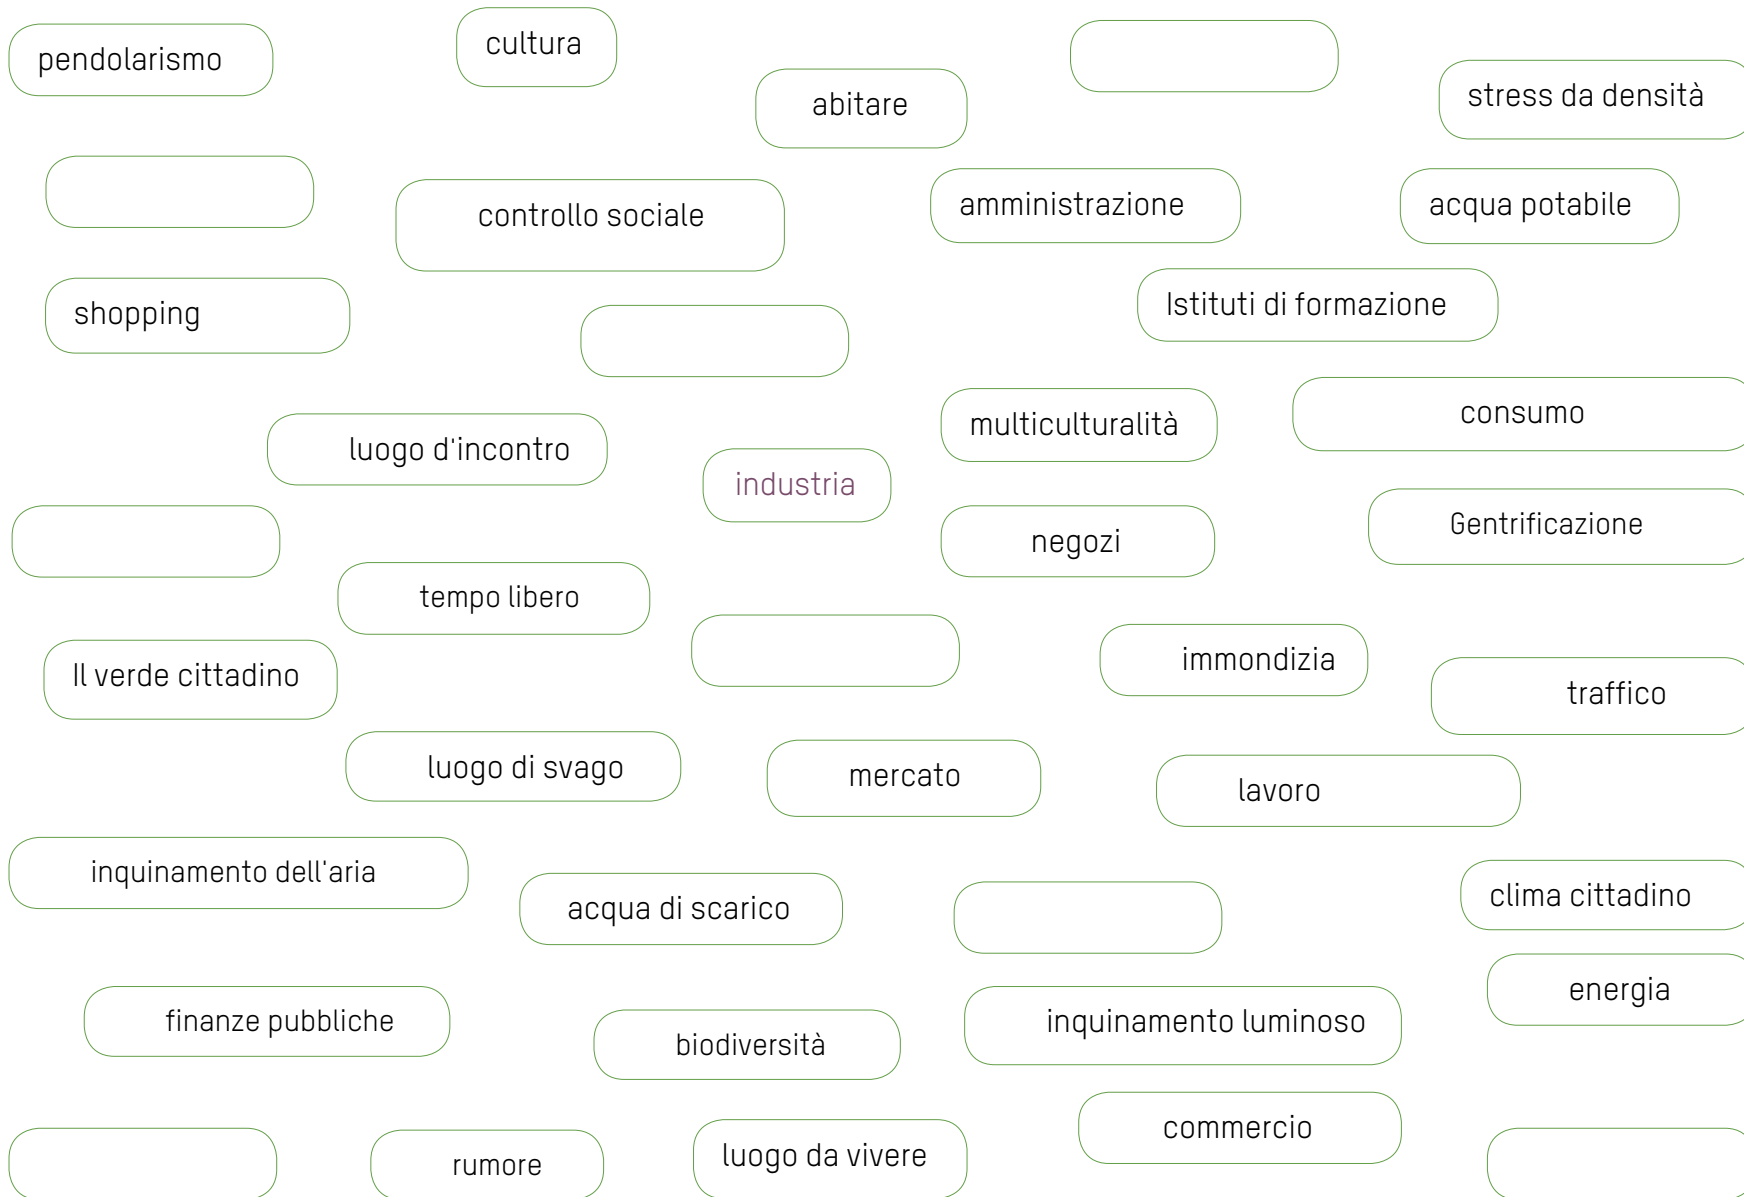 pendolarismo
cultura
abitare
stress da densità
controllo sociale
amministrazione
acqua potabile
shopping
Istituti di formazione
luogo d'incontro
multiculturalità
consumo
industria
negozi
Gentrificazione
tempo libero
Il verde cittadino
immondizia
traffico
luogo di svago
mercato
lavoro
inquinamento dell'aria
acqua di scarico
clima cittadino
energia
finanze pubbliche
biodiversità
inquinamento luminoso
commercio
rumore
luogo da vivere